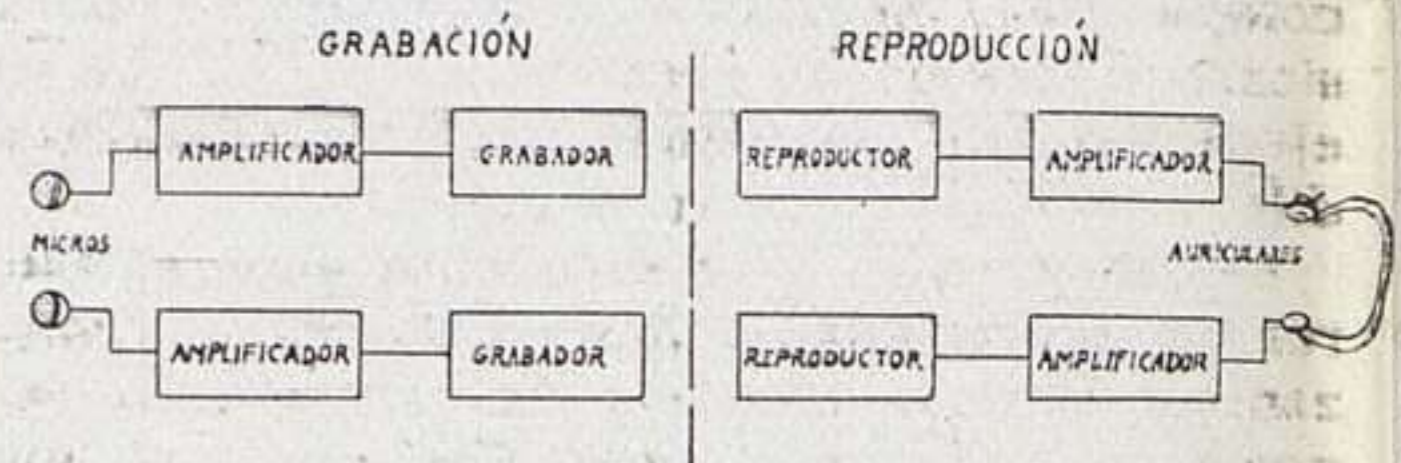 GRABACIÓN REPRODUCCIÓN
AMPLIFICADOR GRABADOR REPRODUCTOR AMPLIFICADOR
MICROS AURICULARES
AMPLIFICADOR GRABADOR REPRODUCTOR AMPLIFICADOR